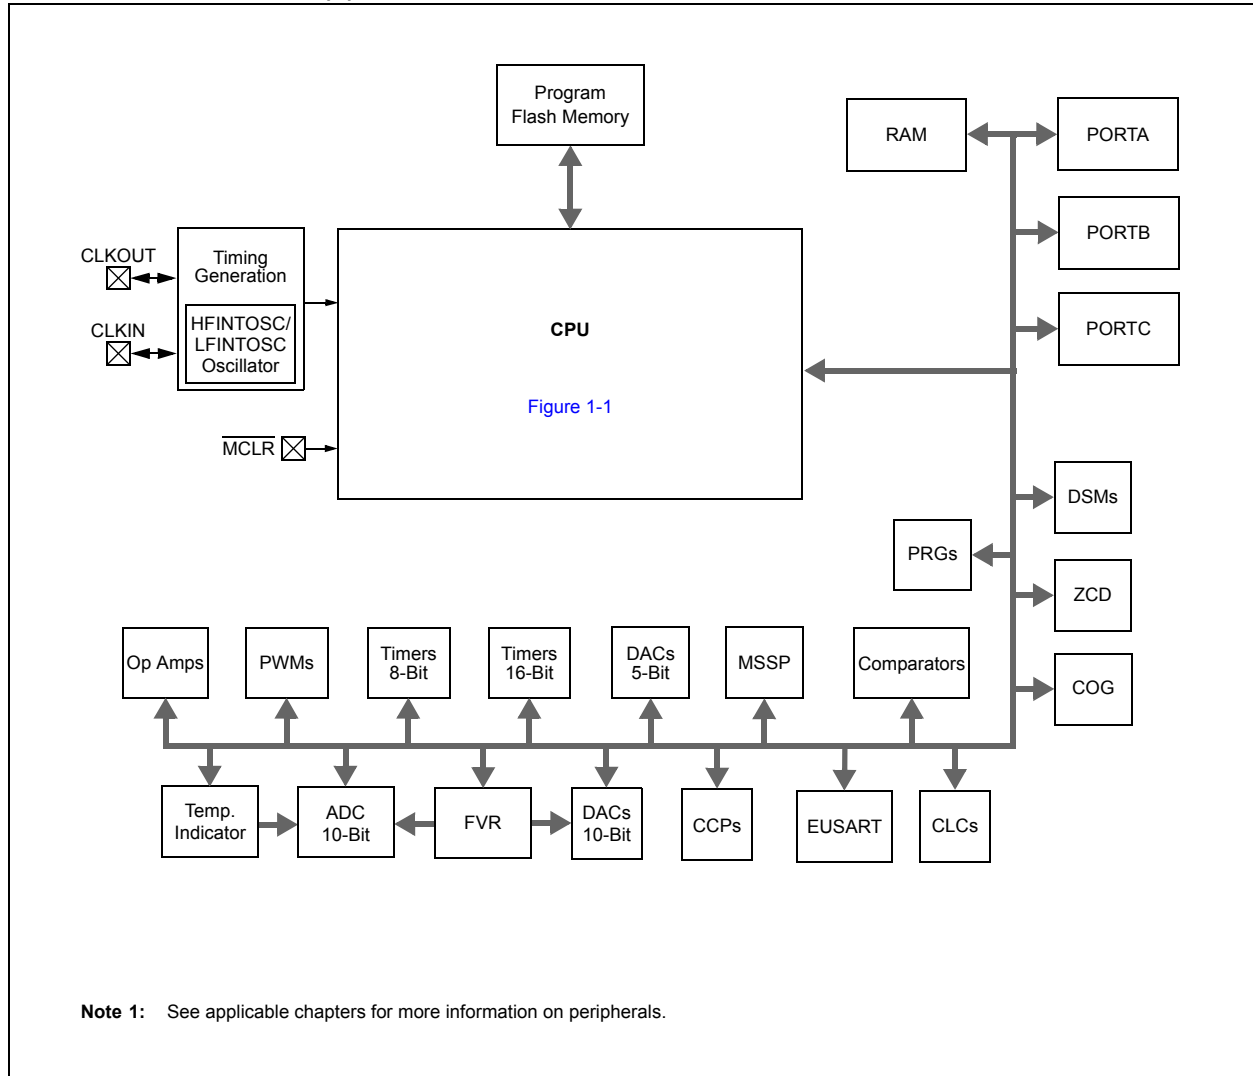 Program
Flash Memory
RAM
PORTA
PORTB
PORTC
CLKOUT
Timing
Generation
CLKIN
HFINTOSC/
LFINTOSC
Oscillator
CPU
Figure 1-1
MCLR
DSMs
PRGs
ZCD
COG
Op Amps
PWMs
Timers
8-Bit
Timers
16-Bit
DACs
5-Bit
MSSP
Comparators
Temp.
Indicator
ADC
10-Bit
FVR
DACs
10-Bit
CCPs
EUSART
CLCs
Note 1: See applicable chapters for more information on peripherals.